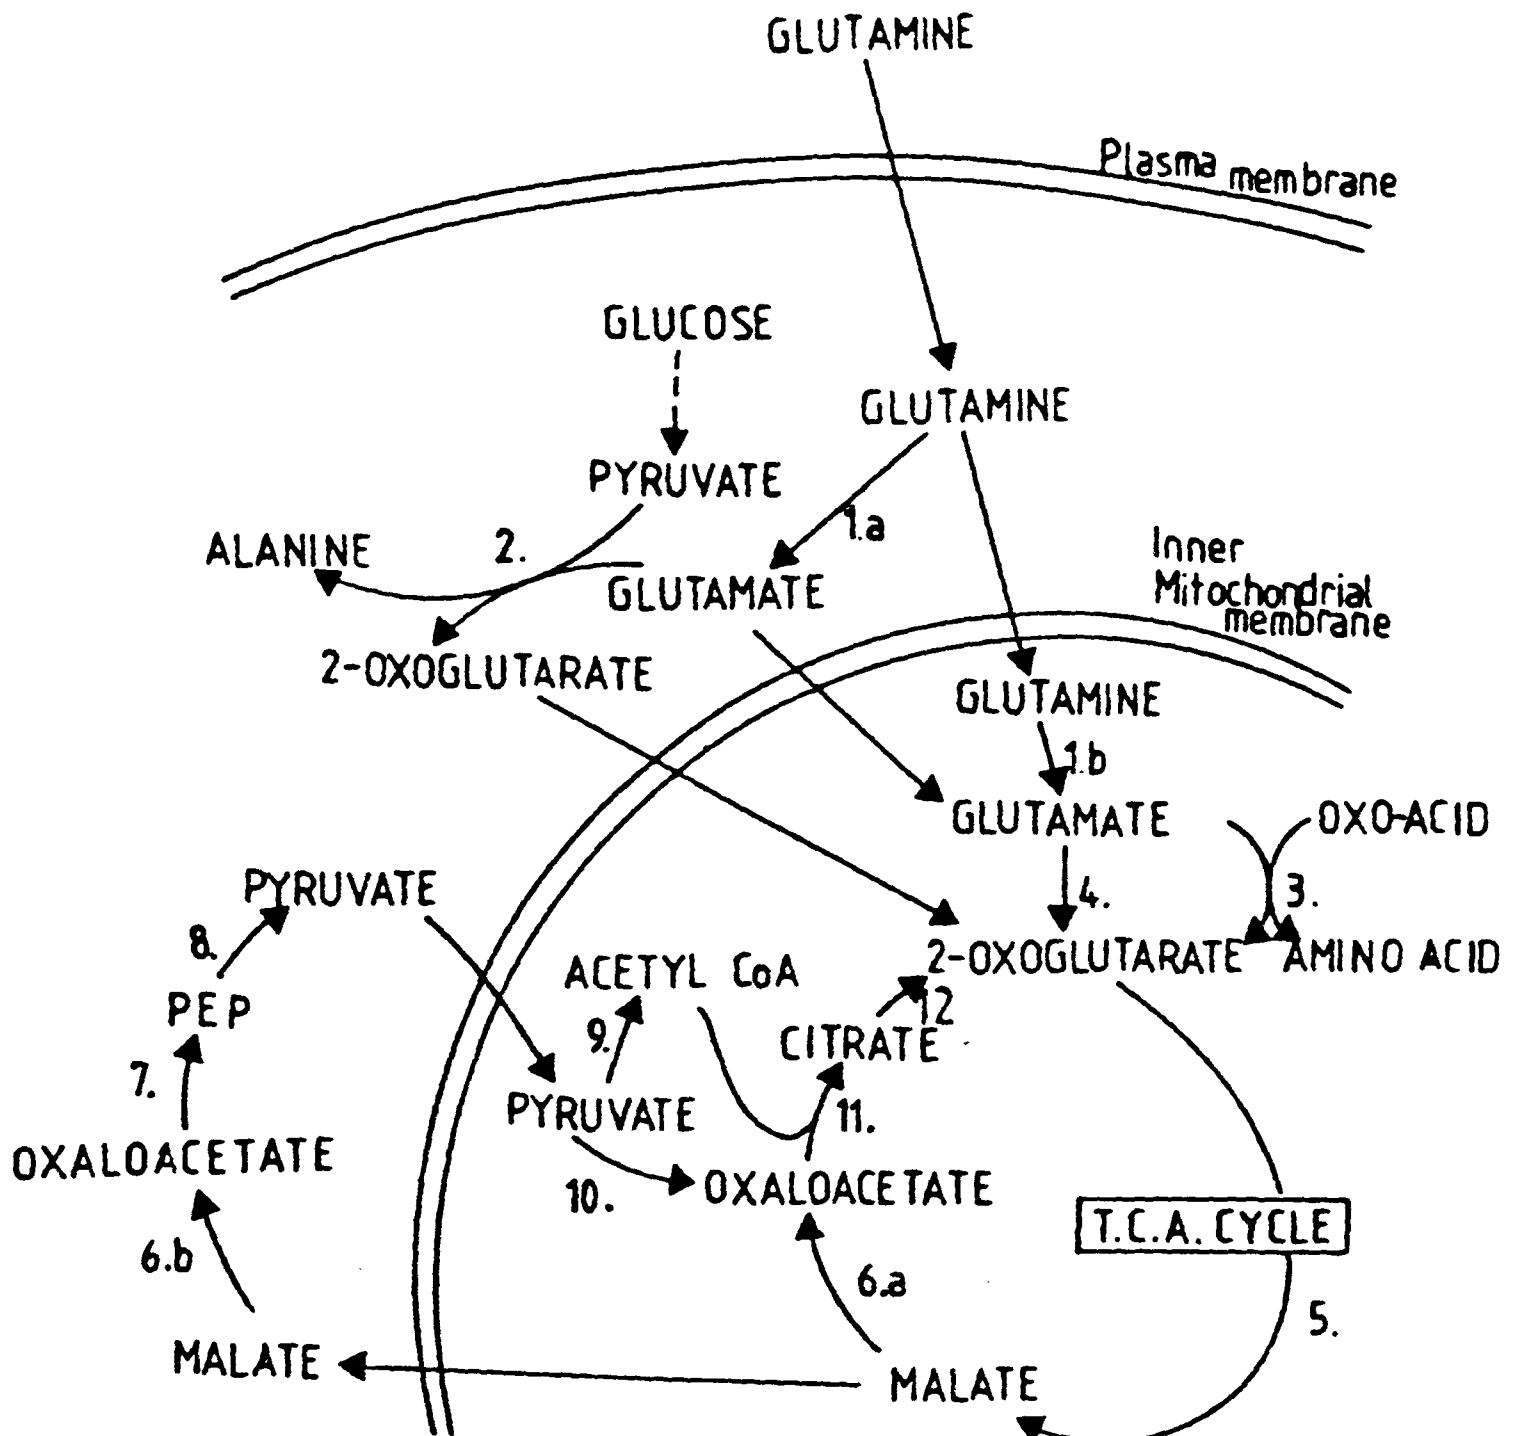 GLUTAMINE
Plasma membrane
GLUCOSE
GLUTAMINE
PYRUVATE
1.a
ALANINE
2.
Inner
Mitochondrial
membrane
GLUTAMATE
2-OXOGLUTARATE
GLUTAMINE
1.b
GLUTAMATE
OXO-ACID
PYRUVATE
4.
3.
8.
2-OXOGLUTARATE
AMINO ACID
ACETYL CoA
PEP
12
9.
CITRATE
7.
PYRUVATE
11.
OXALOACETATE
10.
OXALOACETATE
T.C.A. CYCLE
6.b
6.a
5.
MALATE
MALATE